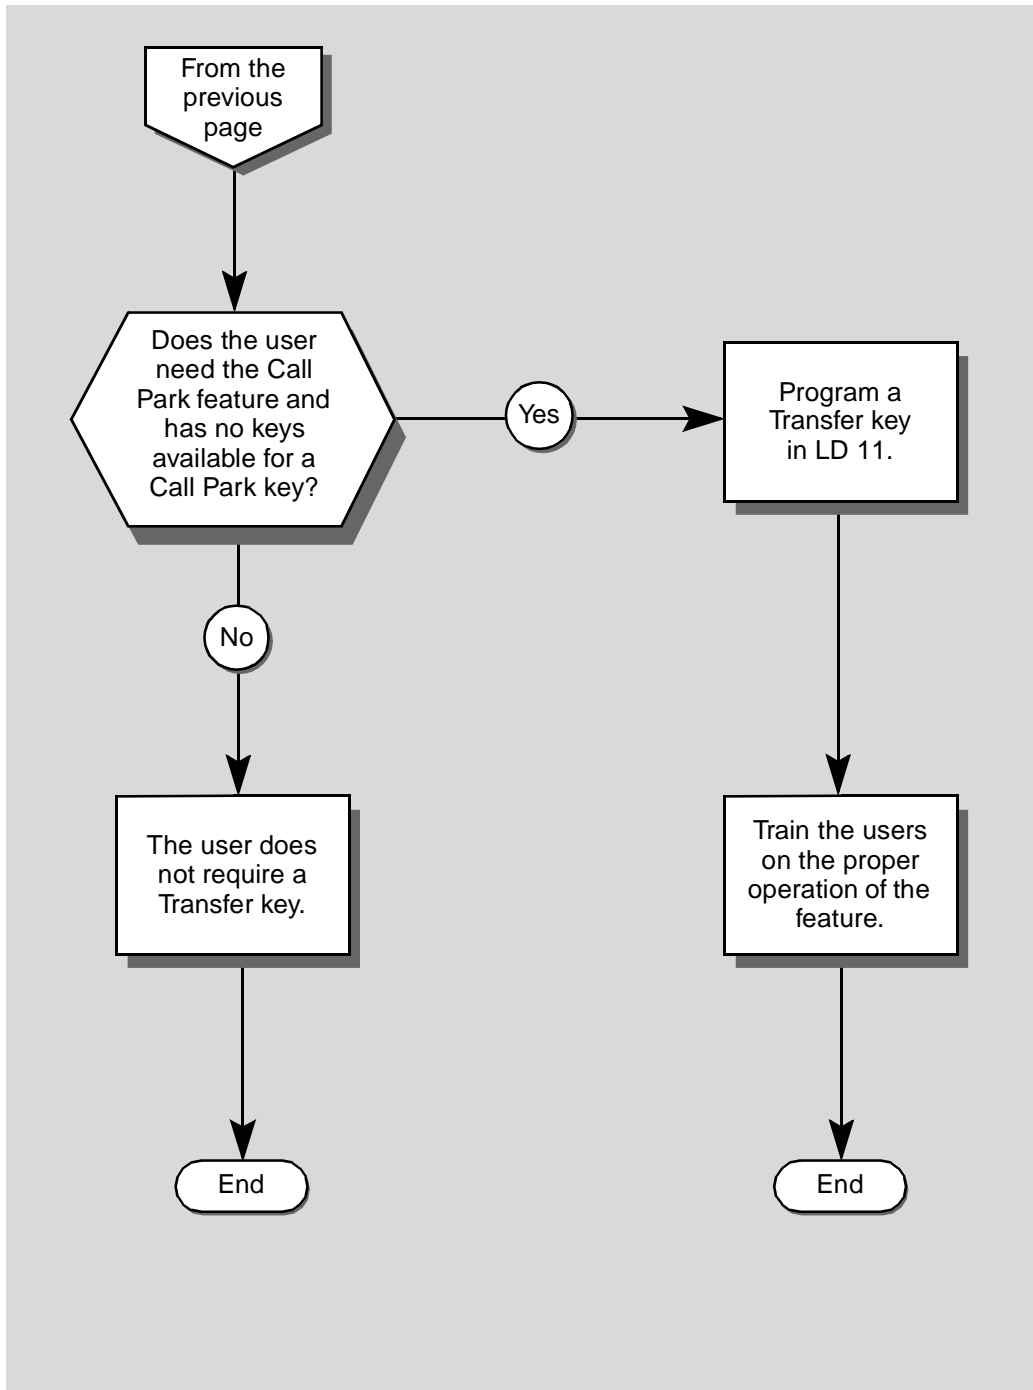 From the
previous
page
Does the user
need the Call
Park feature and
has no keys
available for a
Call Park key?
Yes
Program a
Transfer key
in LD 11.
No
The user does
not require a
Transfer key.
Train the users
on the proper
operation of the
feature.
End
End